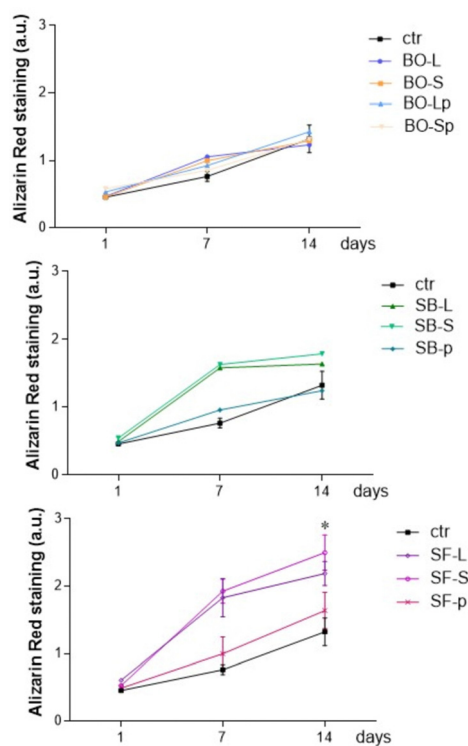 Alizarin Red staining (a.u.)
3
2
1
0
1 7 14 days
ctr
BO-L
BO-S
BO-Lp
BO-Sp
Alizarin Red staining (a.u.)
3
2
1
0
1 7 14 days
ctr
SB-L
SB-S
SB-p
Alizarin Red staining (a.u.)
3
2
1
0
*
1 7 14 days
ctr
SF-L
SF-S
SF-p